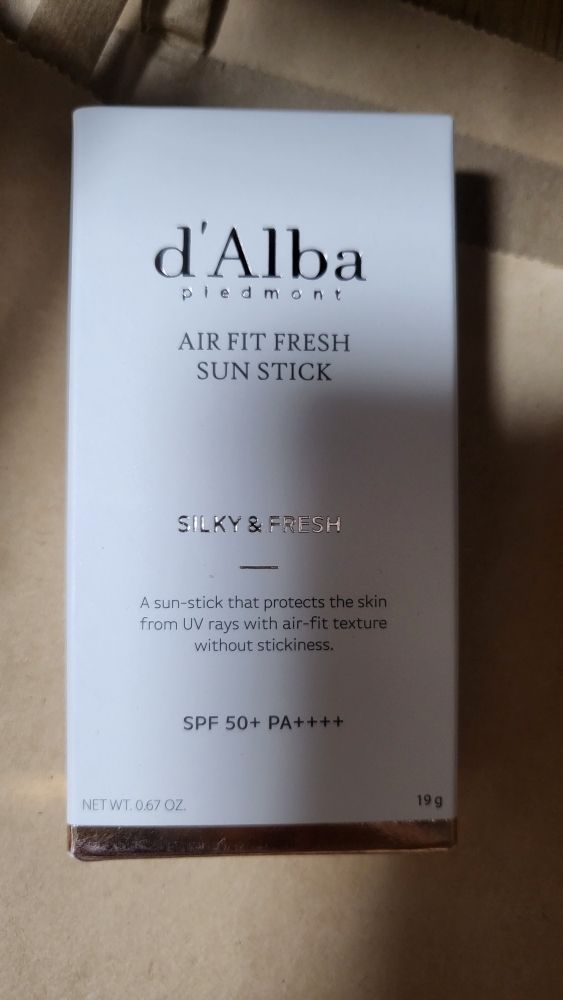 d'Alba
piedmont
AIR FIT FRESH
SUN STICK
SILKY & FRESH
A sun-stick that protects the skin
from UV rays with air-fit texture
without stickiness.
SPF 50+ PA++++
NET WT. 0.67 OZ.
19 g